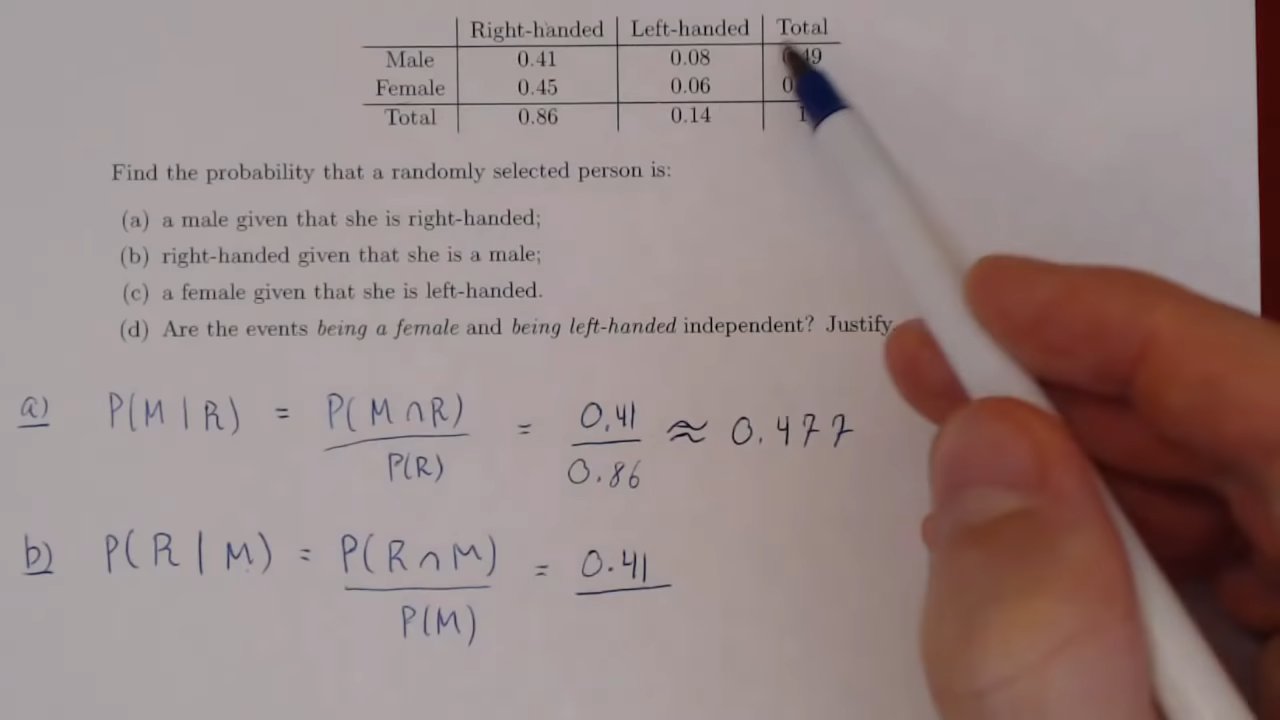 Right-handed Left-handed Total
Male 0.41 0.08 49
Female 0.45 0.06 0
Total 0.86 0.14 1
Find the probability that a randomly selected person is:
(a) a male given that she is right-handed;
(b) right-handed given that she is a male;
(c) a female given that she is left-handed.
(d) Are the events being a female and being left-handed independent? Justify.
a) P(M | R) = P(M ∩ R) / P(R) = 0.41 / 0.86 ≈ 0.477
b) P(R | M) = P(R ∩ M) / P(M) = 0.41